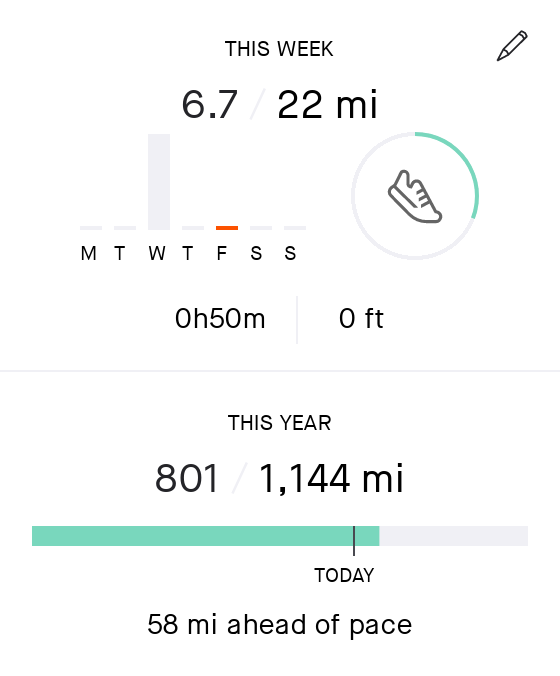 THIS WEEK
6.7 / 22 mi
M T W T F S S
0h50m 0 ft
THIS YEAR
801 / 1,144 mi
TODAY
58 mi ahead of pace